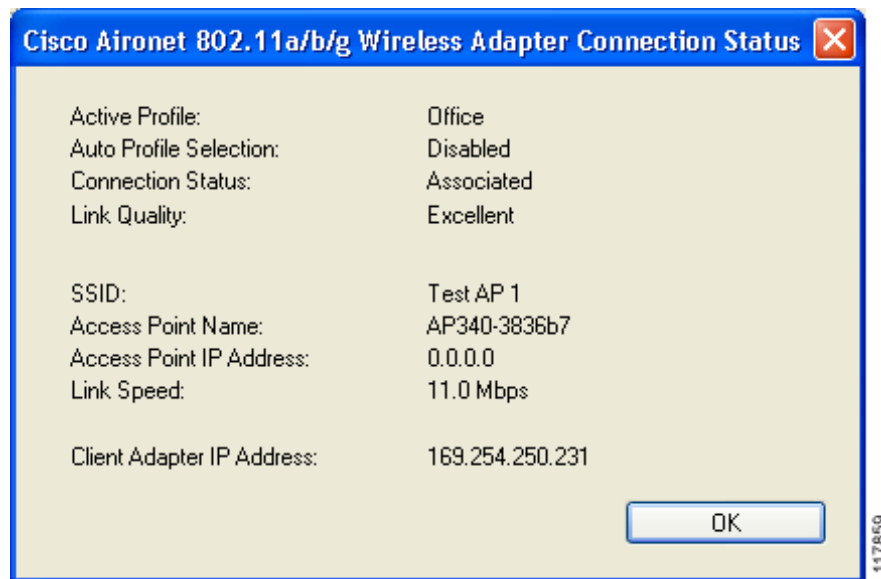 Cisco Aironet 802.11a/b/g Wireless Adapter Connection Status
Active Profile: Office
Auto Profile Selection: Disabled
Connection Status: Associated
Link Quality: Excellent
SSID: Test AP 1
Access Point Name: AP340-3836b7
Access Point IP Address: 0.0.0.0
Link Speed: 11.0 Mbps
Client Adapter IP Address: 169.254.250.231
OK
117859